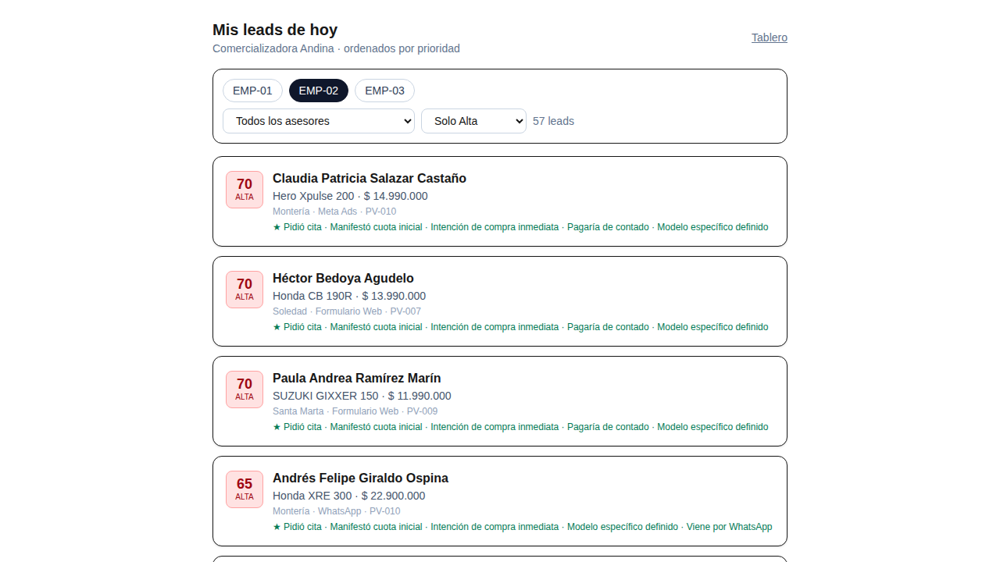 Mis leads de hoy
Comercializadora Andina · ordenados por prioridad
Tablero
EMP-01 EMP-02 EMP-03
Todos los asesores Solo Alta 57 leads
70
ALTA
Claudia Patricia Salazar Castaño
Hero Xpulse 200 · $ 14.990.000
Montería · Meta Ads · PV-010
★ Pidió cita · Manifestó cuota inicial · Intención de compra inmediata · Pagaría de contado · Modelo específico definido
70
ALTA
Héctor Bedoya Agudelo
Honda CB 190R · $ 13.990.000
Soledad · Formulario Web · PV-007
★ Pidió cita · Manifestó cuota inicial · Intención de compra inmediata · Pagaría de contado · Modelo específico definido
70
ALTA
Paula Andrea Ramírez Marín
SUZUKI GIXXER 150 · $ 11.990.000
Santa Marta · Formulario Web · PV-009
★ Pidió cita · Manifestó cuota inicial · Intención de compra inmediata · Pagaría de contado · Modelo específico definido
65
ALTA
Andrés Felipe Giraldo Ospina
Honda XRE 300 · $ 22.900.000
Montería · WhatsApp · PV-010
★ Pidió cita · Manifestó cuota inicial · Intención de compra inmediata · Modelo específico definido · Viene por WhatsApp